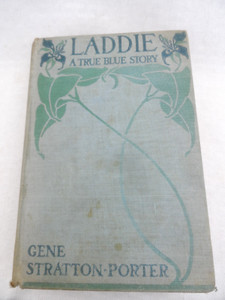 LADDIE
A TRUE BLUE STORY
GENE
STRATTON-PORTER